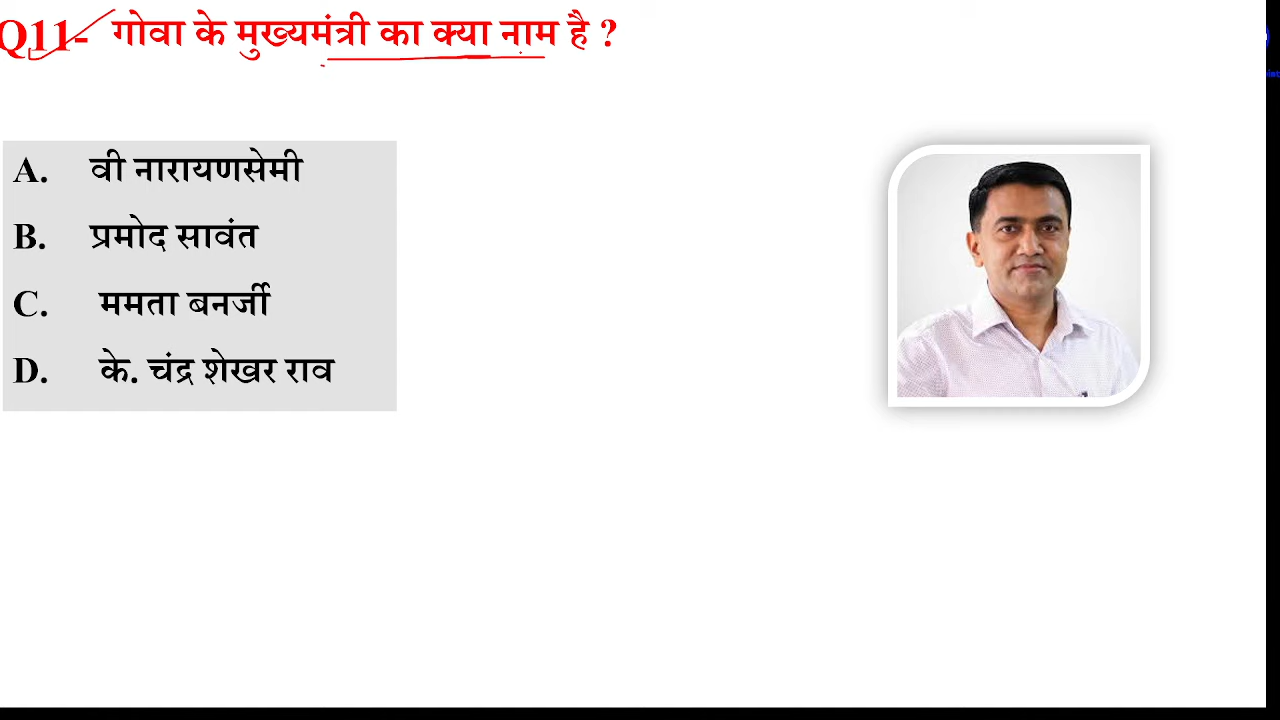 Q11- गोवा के मुख्यमंत्री का क्या नाम है ?
A. वी नारायणसेमी
B. प्रमोद सावंत
C. ममता बनर्जी
D. के. चंद्र शेखर राव